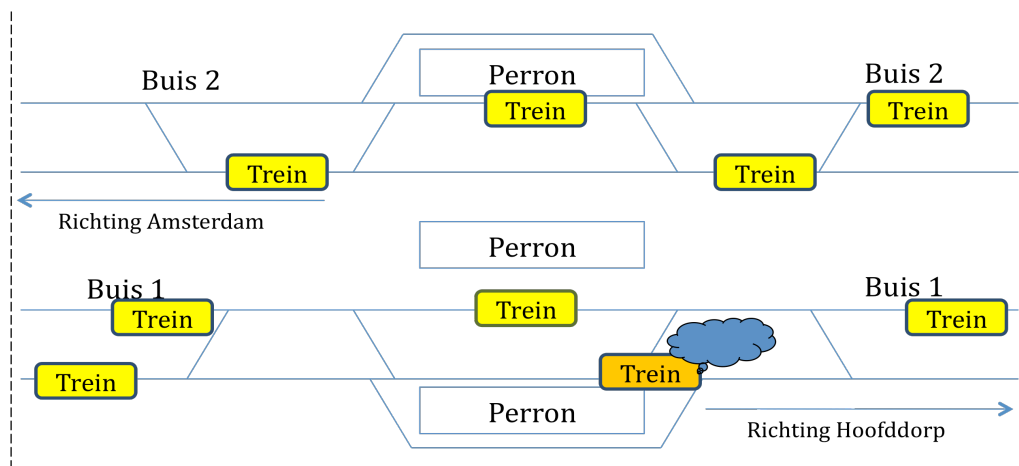 Perron
Buis 2
Buis 2
Trein
Trein
Trein
Trein
Richting Amsterdam
Perron
Buis 1
Buis 1
Trein
Trein
Trein
Trein
Trein
Perron
Richting Hoofddorp